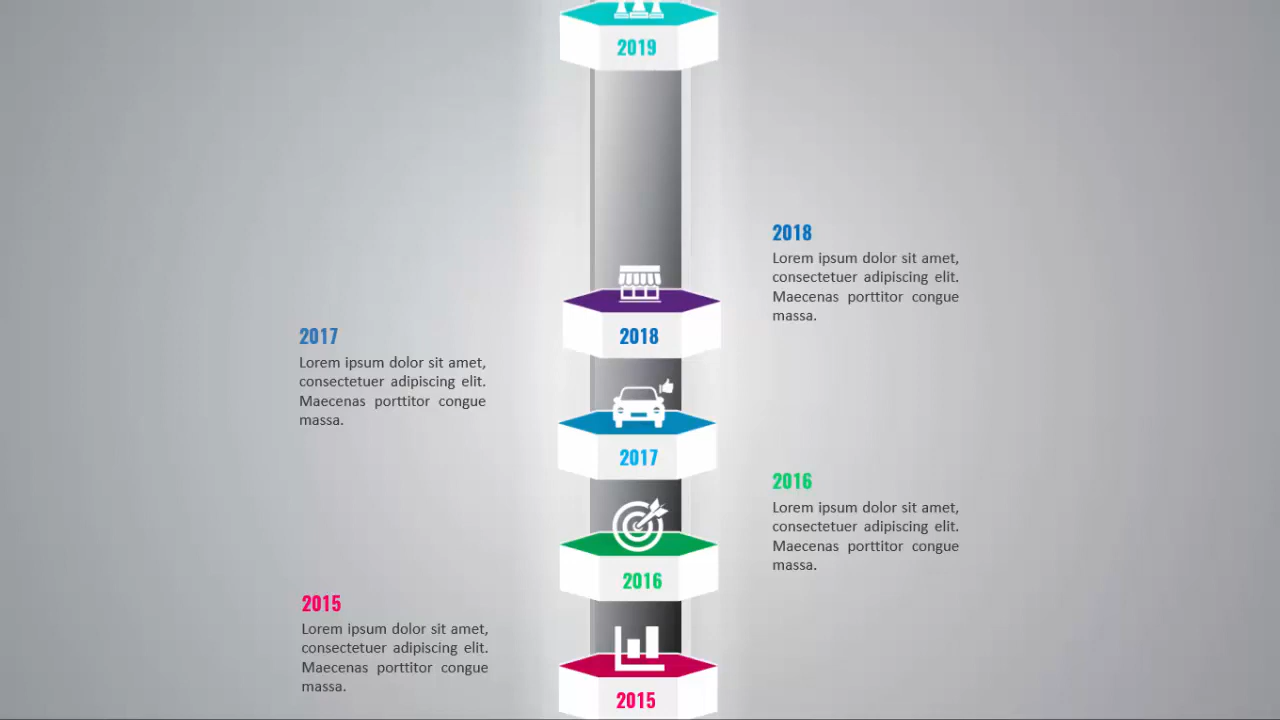 2019
2018
Lorem ipsum dolor sit amet,
consectetuer adipiscing elit.
Maecenas porttitor congue
massa.
2018
2017
Lorem ipsum dolor sit amet,
consectetuer adipiscing elit.
Maecenas porttitor congue
massa.
2017
2016
Lorem ipsum dolor sit amet,
consectetuer adipiscing elit.
Maecenas porttitor congue
massa.
2016
2015
Lorem ipsum dolor sit amet,
consectetuer adipiscing elit.
Maecenas porttitor congue
massa.
2015